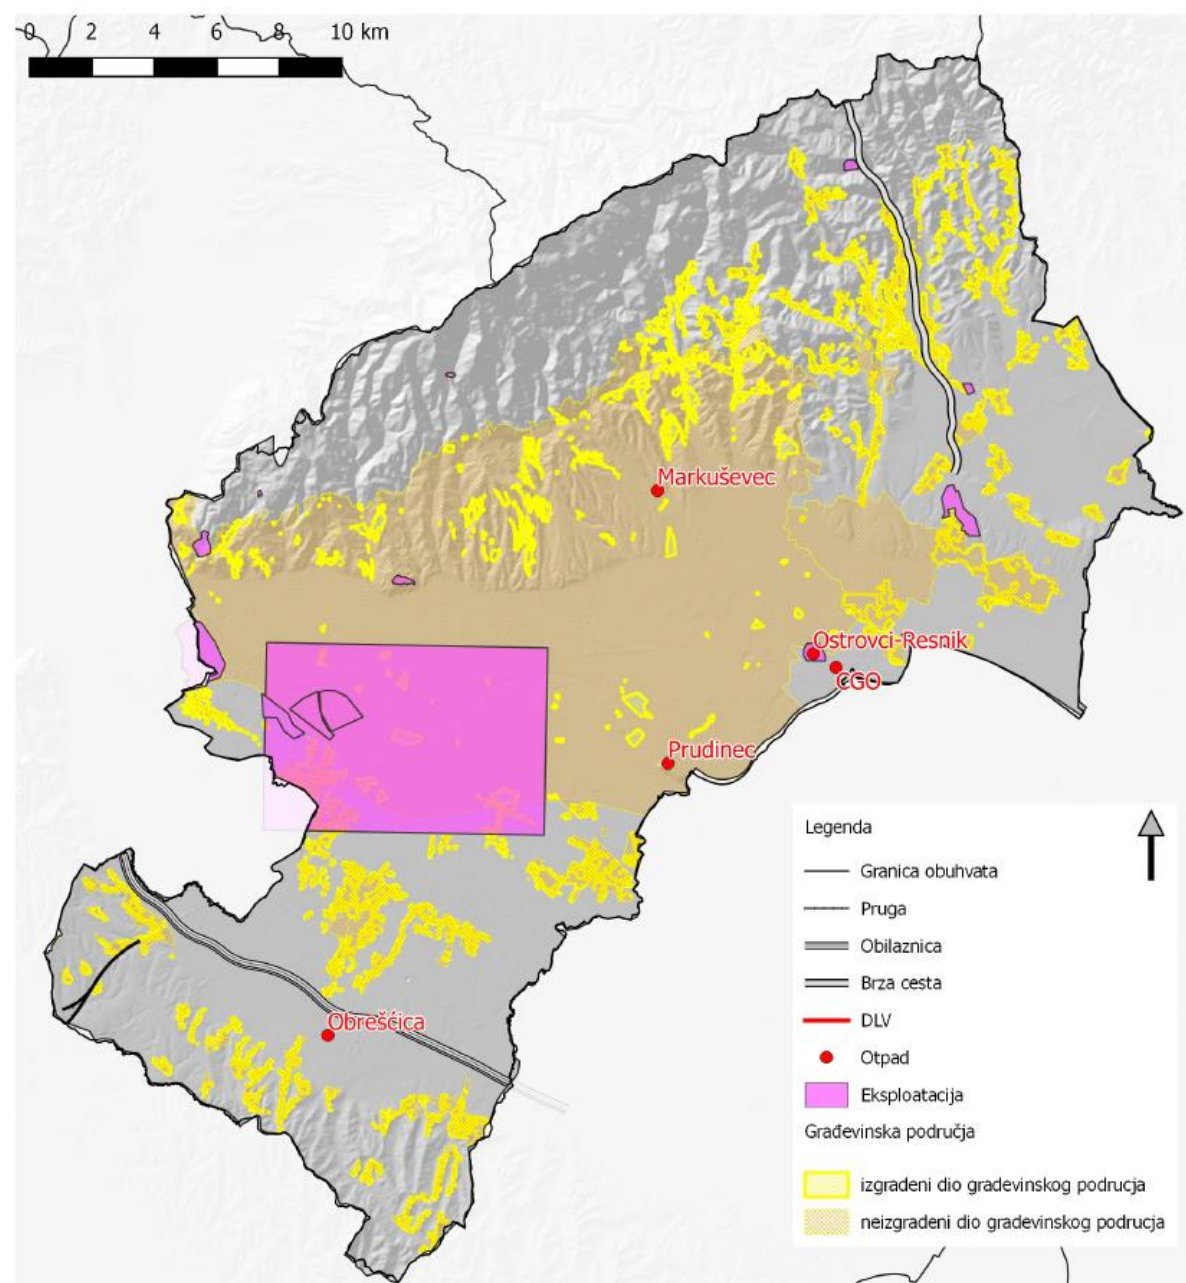 0 2 4 6 8 10 km
Markuševec
Ostrovci-Resnik
CGO
Prudinec
Obrešćica
Legenda
Granica obuhvata
Pruga
Obilaznica
Brza cesta
DLV
Otpad
Eksploatacija
Građevinska područja
izgradeni dio gradevinskog podrucja
neizgradeni dio gradevinskog podrucja